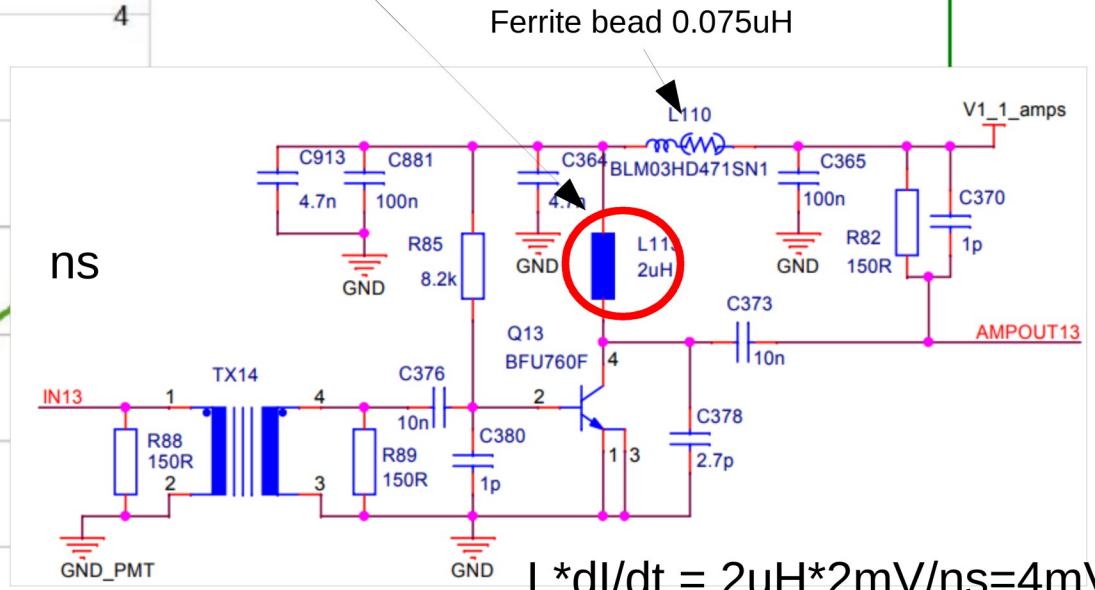 4
Ferrite bead 0.075uH
L110
V1_1_amps
C913
C881
C364
BLM03HD471SN1
C365
4.7n
100n
100n
C370
R85
8.2k
GND
2uH
GND
R82
150R
1p
ns
GND
C373
Q13
BFU760F
4
10n
AMPOUT13
TX14
C376
IN13
1
4
10n
2
C380
C378
R88
150R
R89
150R
1
3
2.7p
2
3
1p
GND_PMT
GND